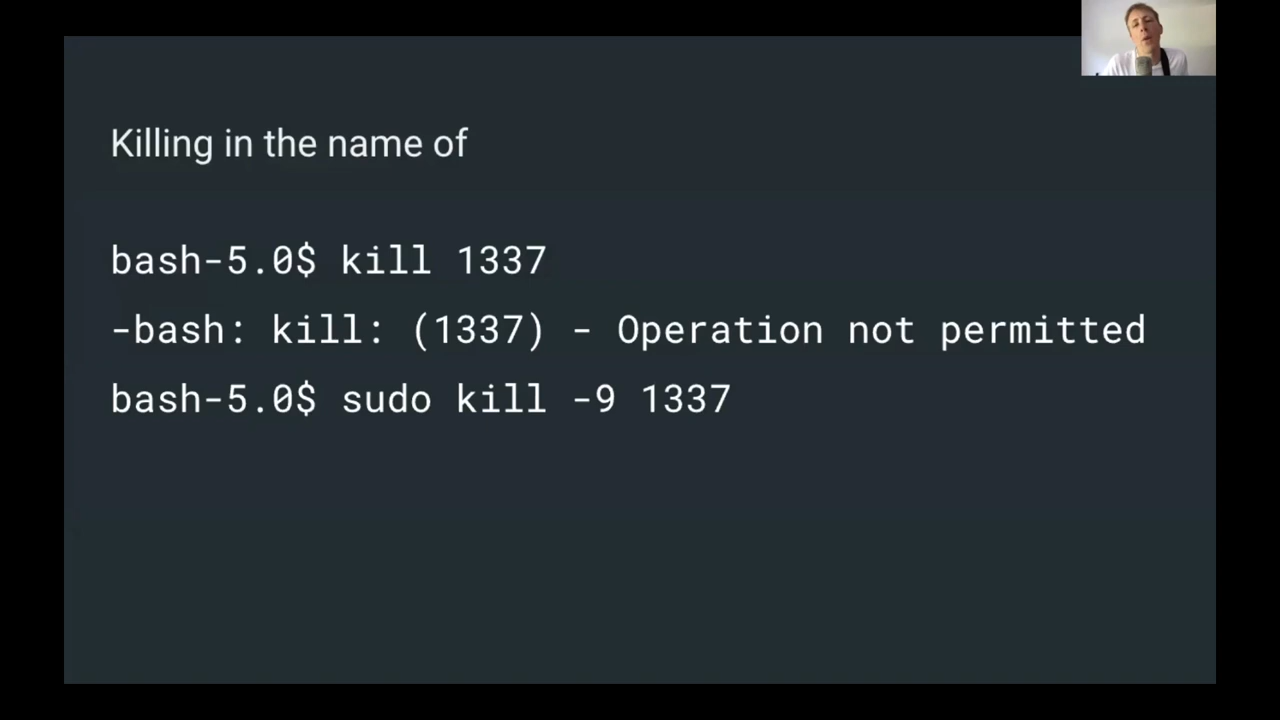 Killing in the name of
bash-5.0$ kill 1337
-bash: kill: (1337) - Operation not permitted
bash-5.0$ sudo kill -9 1337